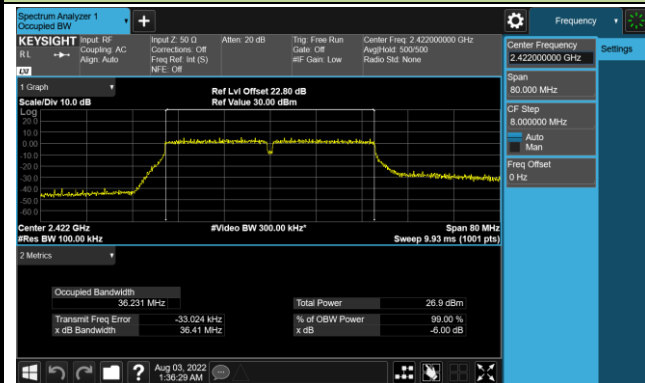 Spectrum Analyzer 1
Occupied BW
Frequency
KEYSIGHT
RL
Input: RF
Coupling: AC
Align: Auto
Input Z: 50 Ω
Corrections: Off
Freq Ref: Int (S)
NFE: Off
Atten: 20 dB
Trig: Free Run
Gate: Off
#IF Gain: Low
Center Freq: 2.422000000 GHz
Avg|Hold: 500/500
Radio Std: None
Center Frequency
2.422000000 GHz
Settings
Span
80.000 MHz
CF Step
8.000000 MHz
Auto
Man
Freq Offset
0 Hz
1 Graph
Scale/Div 10.0 dB
Ref Lvl Offset 22.80 dB
Ref Value 30.00 dBm
Log
20.0
10.0
0.00
-10.0
-20.0
-30.0
-40.0
-50.0
-60.0
Center 2.422 GHz
#Res BW 100.00 kHz
#Video BW 300.00 kHz*
Span 80 MHz
Sweep 9.93 ms (1001 pts)
2 Metrics
Occupied Bandwidth
36.231 MHz
Total Power 26.9 dBm
Transmit Freq Error -33.024 kHz
% of OBW Power 99.00 %
x dB Bandwidth 36.41 MHz
x dB -6.00 dB
?
Aug 03, 2022
1:36:29 AM